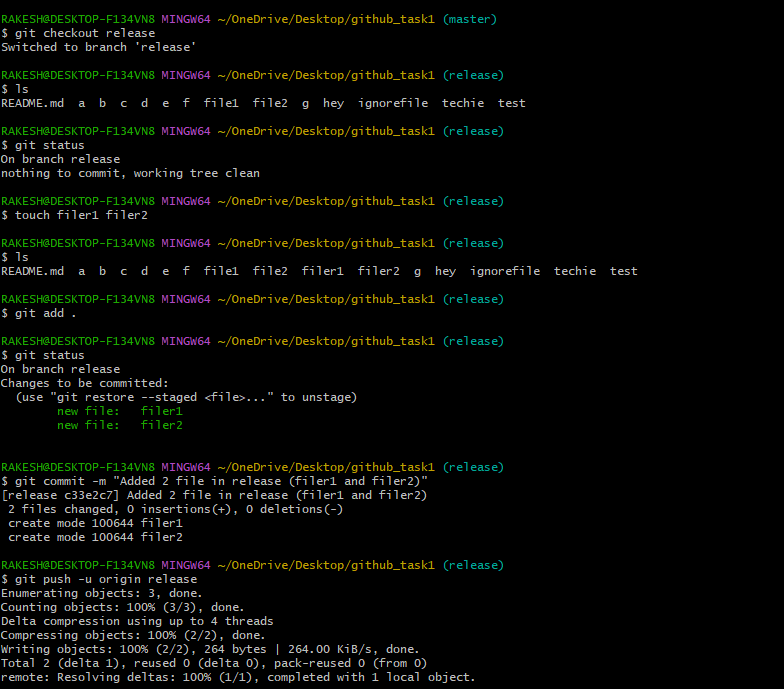 RAKESH@DESKTOP-F134VN8 MINGW64 ~/OneDrive/Desktop/github_task1 (master)
$ git checkout release
Switched to branch 'release'
RAKESH@DESKTOP-F134VN8 MINGW64 ~/OneDrive/Desktop/github_task1 (release)
$ ls
README.md  a  b  c  d  e  f  file1  file2  g  hey  ignorefile  techie  test
RAKESH@DESKTOP-F134VN8 MINGW64 ~/OneDrive/Desktop/github_task1 (release)
$ git status
On branch release
nothing to commit, working tree clean
RAKESH@DESKTOP-F134VN8 MINGW64 ~/OneDrive/Desktop/github_task1 (release)
$ touch filer1 filer2
RAKESH@DESKTOP-F134VN8 MINGW64 ~/OneDrive/Desktop/github_task1 (release)
$ ls
README.md  a  b  c  d  e  f  file1  file2  filer1  filer2  g  hey  ignorefile  techie  test
RAKESH@DESKTOP-F134VN8 MINGW64 ~/OneDrive/Desktop/github_task1 (release)
$ git add .
RAKESH@DESKTOP-F134VN8 MINGW64 ~/OneDrive/Desktop/github_task1 (release)
$ git status
On branch release
Changes to be committed:
  (use "git restore --staged <file>..." to unstage)
        new file:   filer1
        new file:   filer2
RAKESH@DESKTOP-F134VN8 MINGW64 ~/OneDrive/Desktop/github_task1 (release)
$ git commit -m "Added 2 file in release (filer1 and filer2)"
[release c33e2c7] Added 2 file in release (filer1 and filer2)
 2 files changed, 0 insertions(+), 0 deletions(-)
 create mode 100644 filer1
 create mode 100644 filer2
RAKESH@DESKTOP-F134VN8 MINGW64 ~/OneDrive/Desktop/github_task1 (release)
$ git push -u origin release
Enumerating objects: 3, done.
Counting objects: 100% (3/3), done.
Delta compression using up to 4 threads
Compressing objects: 100% (2/2), done.
Writing objects: 100% (2/2), 264 bytes | 264.00 KiB/s, done.
Total 2 (delta 1), reused 0 (delta 0), pack-reused 0 (from 0)
remote: Resolving deltas: 100% (1/1), completed with 1 local object.